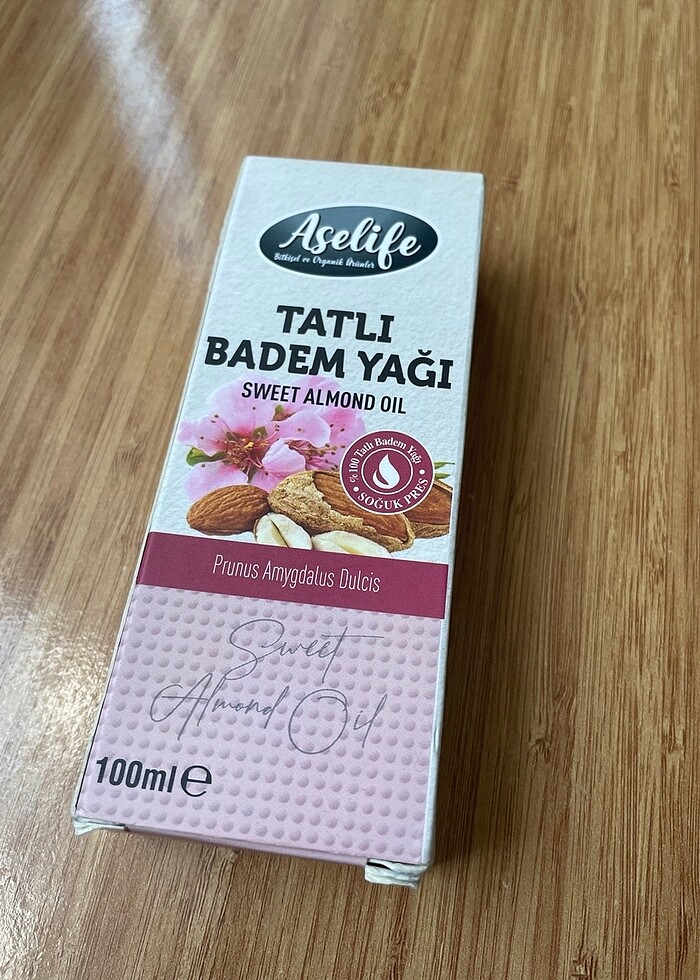 Aselife
Bitkisel ve Organik Ürünler
TATLI
BADEM YAĞI
SWEET ALMOND OIL
%100 Tatlı Badem Yağı
• SOĞUK PRES •
Prunus Amygdalus Dulcis
Sweet
Almond Oil
100ml ℮